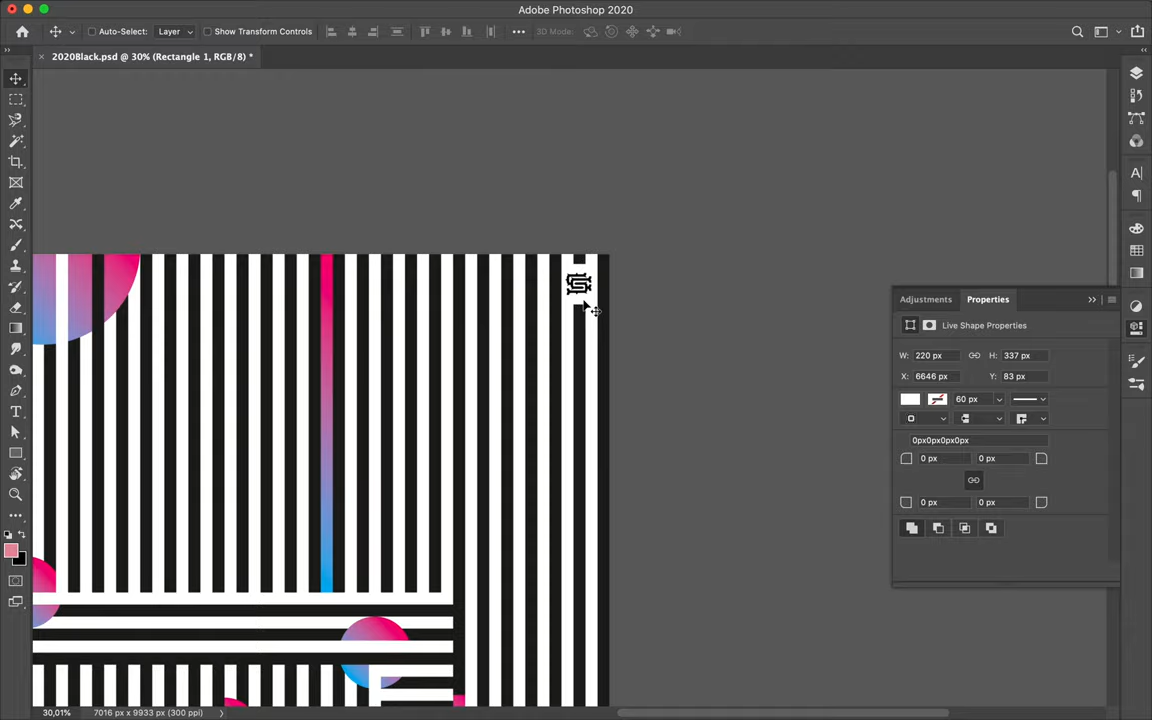 Adobe Photoshop 2020
Auto-Select: Layer Show Transform Controls 3D Mode:
2020Black.psd @ 30% (Rectangle 1, RGB/8) *
Adjustments Properties
Live Shape Properties
W: 220 px H: 337 px
X: 6646 px Y: 83 px
60 px
0px0px0px0px
0 px 0 px
0 px 0 px
30,01% 7016 px x 9933 px (300 ppi)